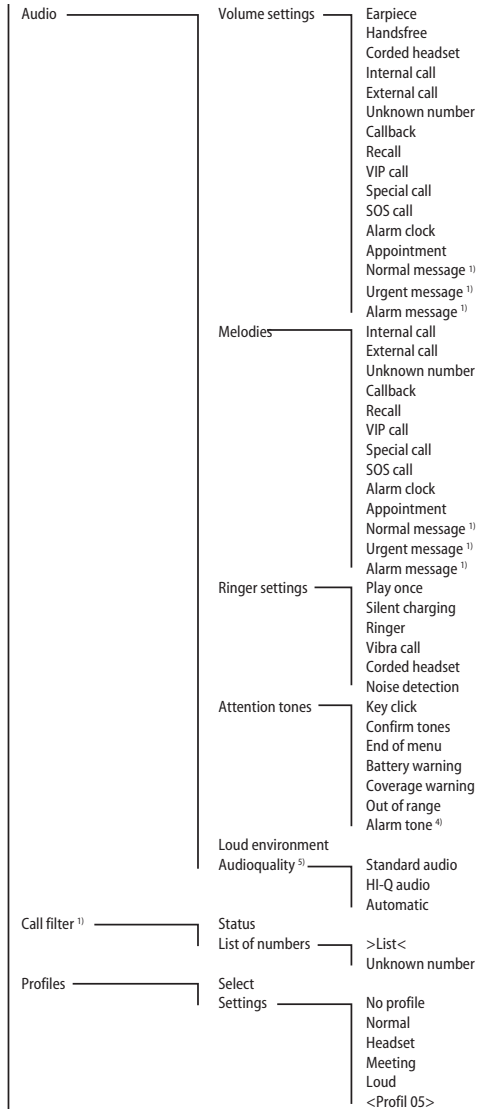 Audio Volume settings Earpiece
Handsfree
Corded headset
Internal call
External call
Unknown number
Callback
Recall
VIP call
Special call
SOS call
Alarm clock
Appointment
Normal message 1)
Urgent message 1)
Alarm message 1)
Melodies Internal call
External call
Unknown number
Callback
Recall
VIP call
Special call
SOS call
Alarm clock
Appointment
Normal message 1)
Urgent message 1)
Alarm message 1)
Ringer settings Play once
Silent charging
Ringer
Vibra call
Corded headset
Noise detection
Attention tones Key click
Confirm tones
End of menu
Battery warning
Coverage warning
Out of range
Alarm tone 4)
Loud environment
Audioquality 5) Standard audio
HI-Q audio
Automatic
Call filter 1) Status
List of numbers >List<
Unknown number
Profiles Select
Settings No profile
Normal
Headset
Meeting
Loud
<Profil 05>